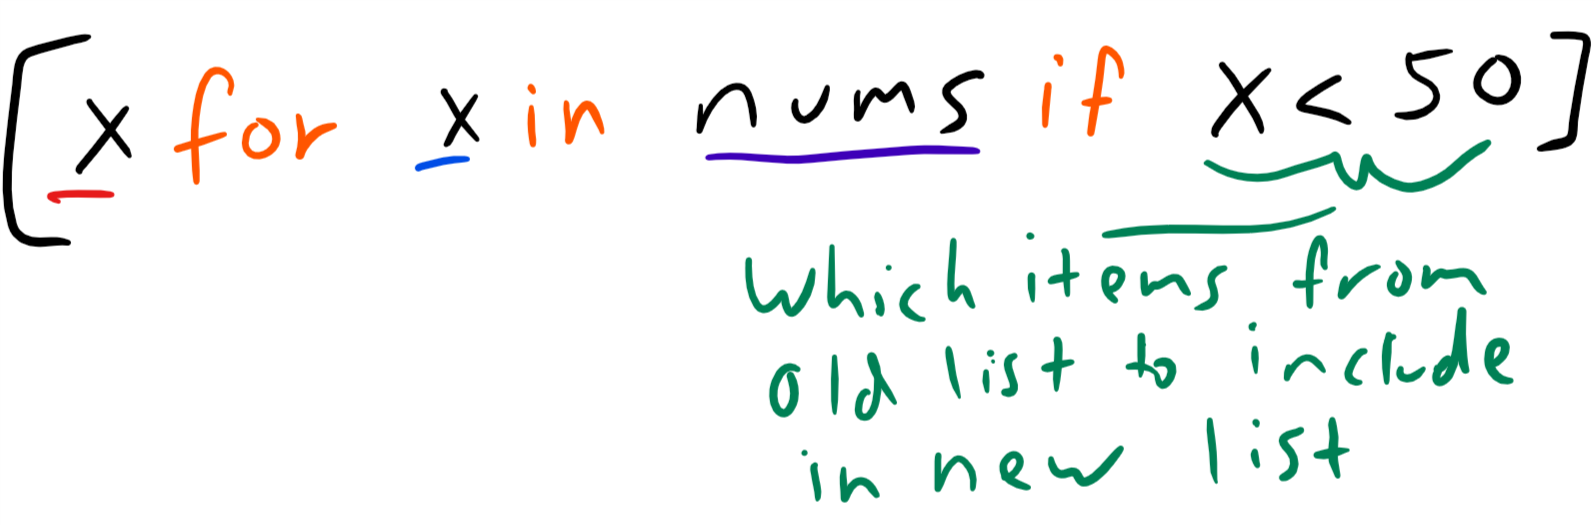 [x for x in nums if x < 50]
which items from
old list to include
in new list